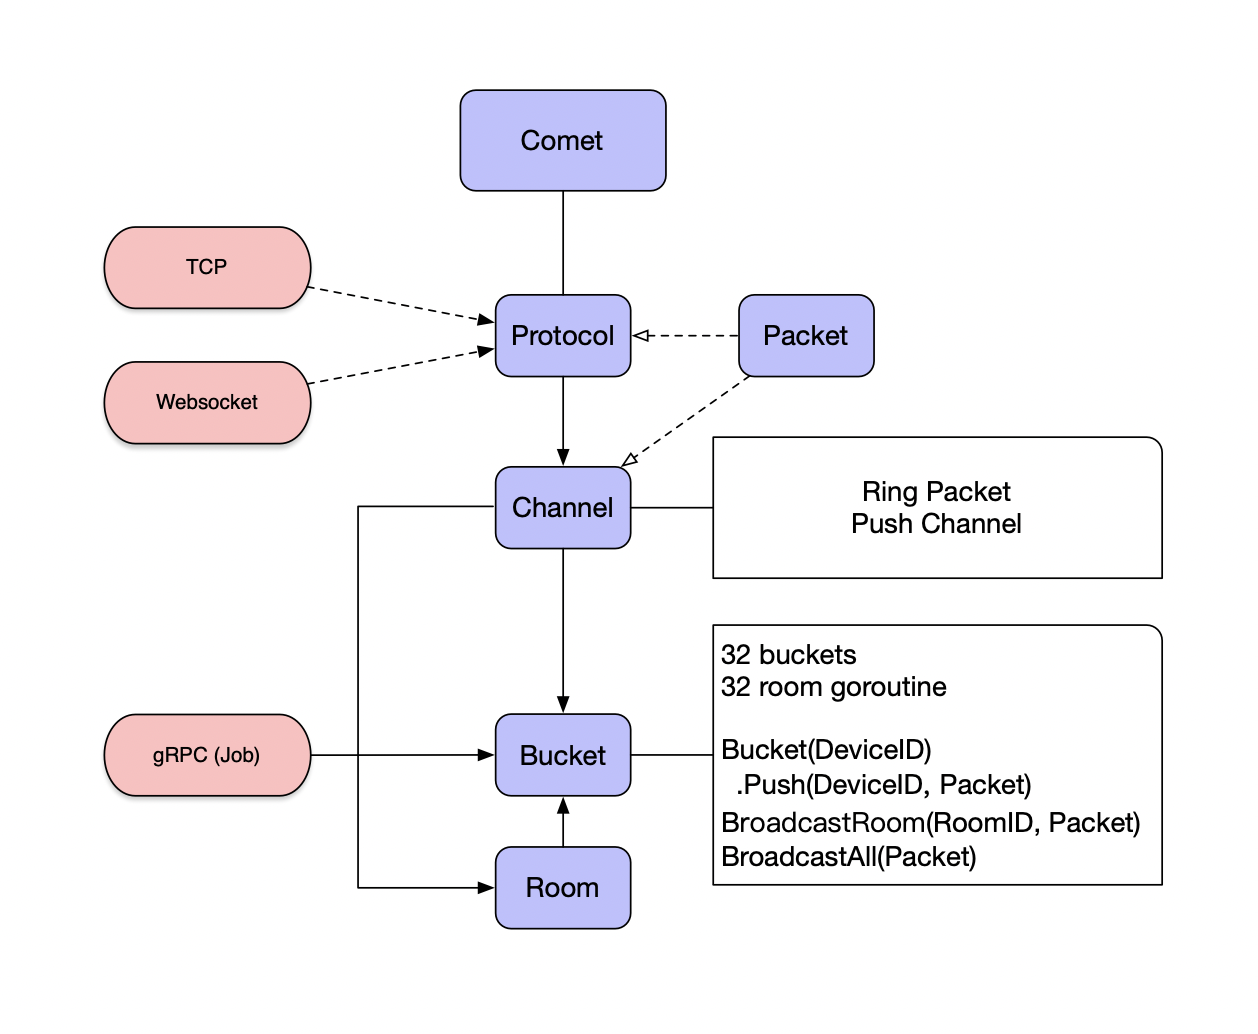 Comet
TCP
Websocket
Protocol
Packet
Channel
Ring Packet
Push Channel
gRPC (Job)
Bucket
Room
32 buckets
32 room goroutine
Bucket(DeviceID)
.Push(DeviceID, Packet)
BroadcastRoom(RoomID, Packet)
BroadcastAll(Packet)